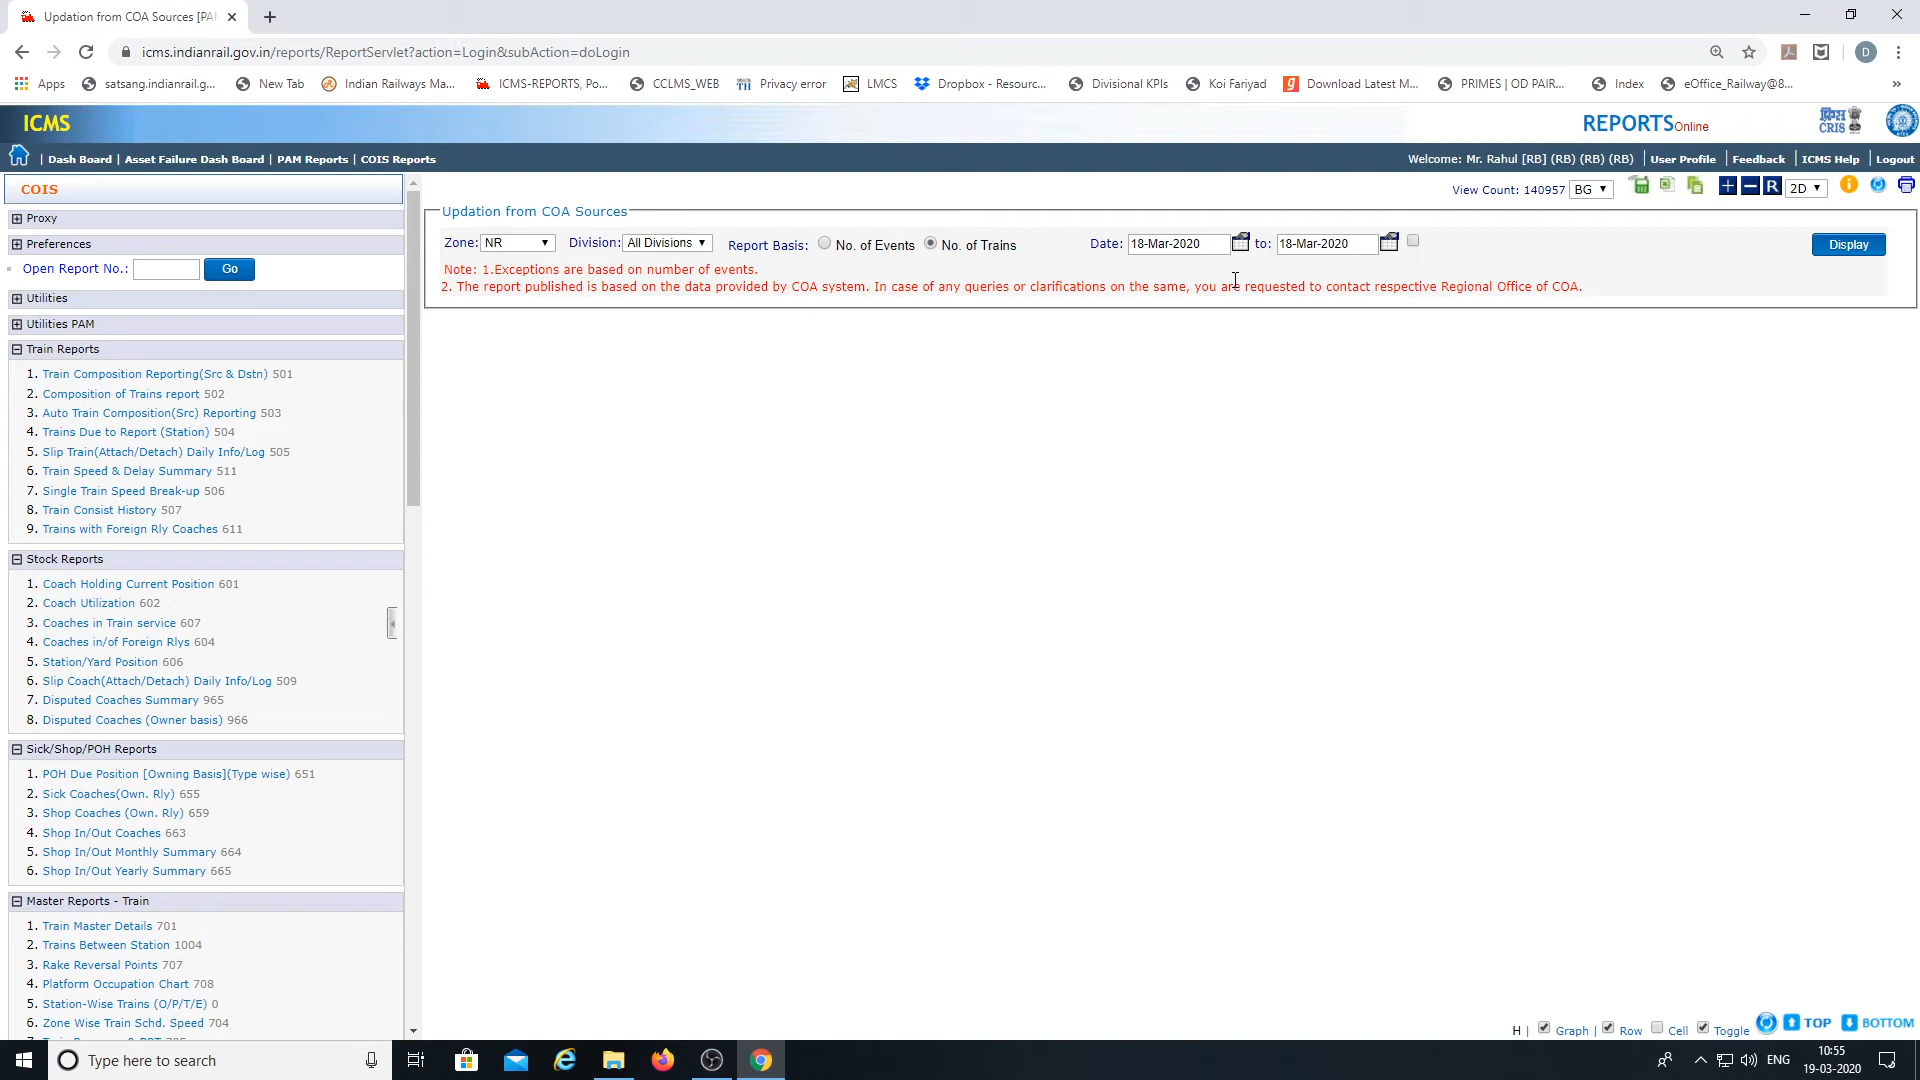 Updation from COA Sources [PA
icms.indianrail.gov.in/reports/ReportServlet?action=Login&subAction=doLogin
D
Apps satsang.indianrail.g... New Tab Indian Railways Ma... ICMS-REPORTS, Po... CCLMS_WEB Privacy error LMCS Dropbox - Resourc... Divisional KPIs Koi Fariyad Download Latest M... PRIMES | OD PAIR... Index eOffice_Railway@8... »
ICMS REPORTSOnline क्रिस CRIS
| Dash Board | Asset Failure Dash Board | PAM Reports | COIS Reports Welcome: Mr. Rahul [RB] (RB) (RB) (RB) | User Profile | Feedback | ICMS Help | Logout
COIS
Proxy
Preferences
Open Report No.: Go
Utilities
Utilities PAM
Train Reports
1. Train Composition Reporting(Src & Dstn) 501
2. Composition of Trains report 502
3. Auto Train Composition(Src) Reporting 503
4. Trains Due to Report (Station) 504
5. Slip Train(Attach/Detach) Daily Info/Log 505
6. Train Speed & Delay Summary 511
7. Single Train Speed Break-up 506
8. Train Consist History 507
9. Trains with Foreign Rly Coaches 611
Stock Reports
1. Coach Holding Current Position 601
2. Coach Utilization 602
3. Coaches in Train service 607
4. Coaches in/of Foreign Rlys 604
5. Station/Yard Position 606
6. Slip Coach(Attach/Detach) Daily Info/Log 509
7. Disputed Coaches Summary 965
8. Disputed Coaches (Owner basis) 966
Sick/Shop/POH Reports
1. POH Due Position [Owning Basis](Type wise) 651
2. Sick Coaches(Own. Rly) 655
3. Shop Coaches (Own. Rly) 659
4. Shop In/Out Coaches 663
5. Shop In/Out Monthly Summary 664
6. Shop In/Out Yearly Summary 665
Master Reports - Train
1. Train Master Details 701
2. Trains Between Station 1004
3. Rake Reversal Points 707
4. Platform Occupation Chart 708
5. Station-Wise Trains (O/P/T/E) 0
6. Zone Wise Train Schd. Speed 704
View Count: 140957 BG + − R 2D
Updation from COA Sources
Zone: NR Division: All Divisions Report Basis: No. of Events No. of Trains Date: 18-Mar-2020 to: 18-Mar-2020 Display
Note: 1.Exceptions are based on number of events.
2. The report published is based on the data provided by COA system. In case of any queries or clarifications on the same, you are requested to contact respective Regional Office of COA.
H | Graph | Row Cell Toggle TOP BOTTOM
Type here to search ENG 10:55
19-03-2020